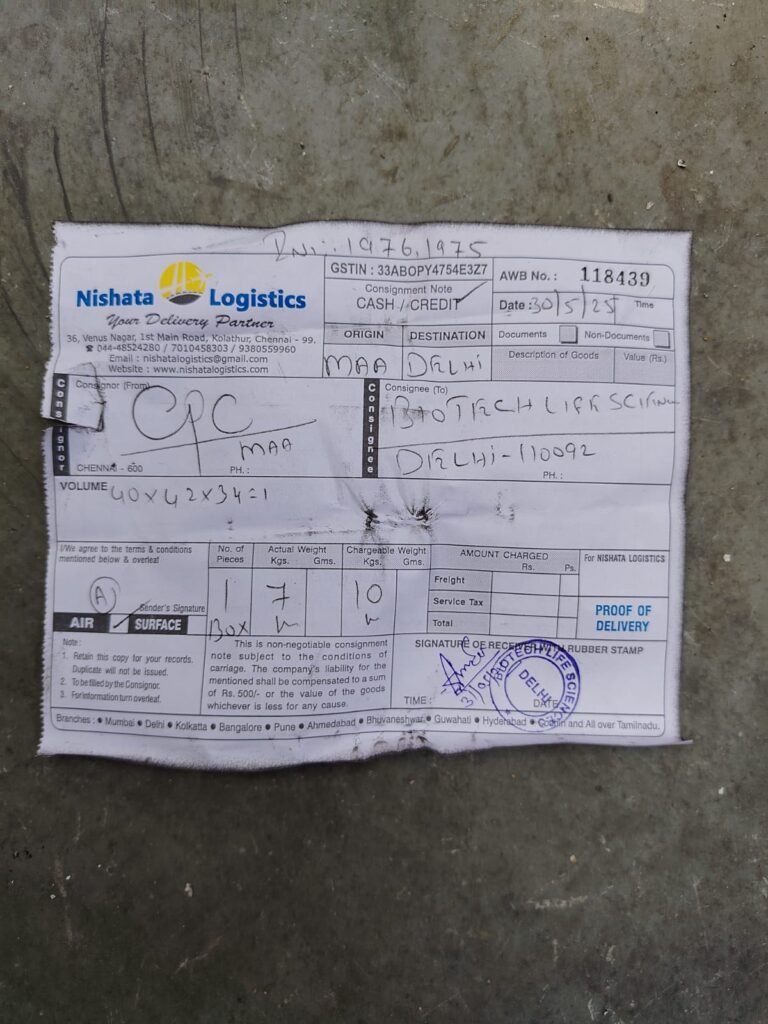 1976, 1975
Nishata Logistics
Your Delivery Partner
36, Venus Nagar, 1st Main Road, Kolathur, Chennai - 99.
☎ 044-48524280 / 7010458303 / 9380559960
Email : nishatalogistics@gmail.com
Website : www.nishatalogistics.com
GSTIN : 33ABOPY4754E3Z7
Consignment Note
CASH / CREDIT ✓
AWB No. : 118439
Date : 30/5/25 Time
ORIGIN DESTINATION
MAA DELHI
Documents Non-Documents
Description of Goods Value (Rs.)
Consignor
Consignor (From)
CPC
MAA
CHENNAI - 600 PH. :
Consignee
Consignee (To)
BIOTECH LIFE SCIENCE
DELHI-110092
PH. :
VOLUME 40x42x34=1
I/We agree to the terms & conditions
mentioned below & overleaf
A
Sender's Signature
AIR ✓ SURFACE
No. of Pieces
1
BOX
Actual Weight
Kgs. Gms.
7
Chargeable Weight
Kgs. Gms.
10
AMOUNT CHARGED
Rs. Ps.
Freight
Service Tax
Total
For NISHATA LOGISTICS
PROOF OF
DELIVERY
Note :
1. Retain this copy for your records.
Duplicate will not be issued.
2. To be filled by the Consignor.
3. For information turn overleaf.
This is non-negotiable consignment
note subject to the conditions of
carriage. The company's liability for the
mentioned shall be compensated to a sum
of Rs. 500/- or the value of the goods
whichever is less for any cause.
SIGNATURE OF RECEIVER WITH RUBBER STAMP
BIOTECH LIFE SCIENCE
DELHI
TIME : DATE
Branches : ● Mumbai ● Delhi ● Kolkatta ● Bangalore ● Pune ● Ahmedabad ● Bhuvaneshwar ● Guwahati ● Hyderabad ● Cochin and All over Tamilnadu.